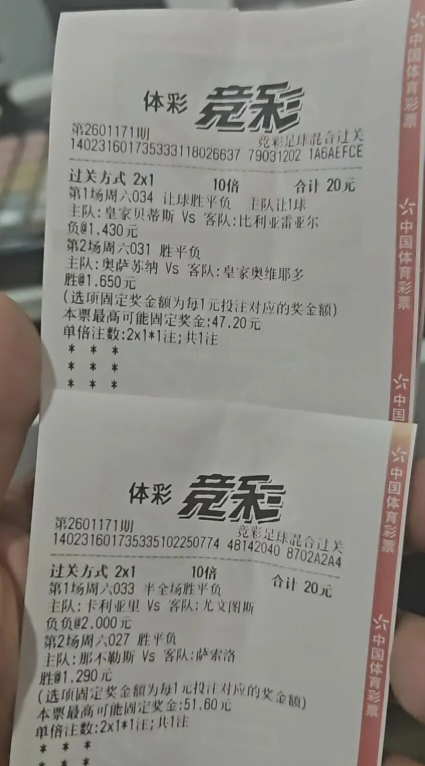 体彩 竞彩
第2601171期 竞彩足球混合过关
140231601735333118026637 79031202 1A6AEFCE
过关方式 2x1 10倍 合计 20元
第1场周六034 让球胜平负 主队让1球
主队:皇家贝蒂斯 Vs 客队:比利亚雷亚尔
负@1.430元
第2场周六031 胜平负
主队:奥萨苏纳 Vs 客队:皇家奥维耶多
胜@1.650元
(选项固定奖金额为每1元投注对应的奖金额)
本票最高可能固定奖金:47.20元
单倍注数:2x1*1注;共1注
* * *
* * *
* * *
中国体育彩票
中国体育彩票
中国
体彩 竞彩
第2601171期 竞彩足球混合过关
140231601735335102250774 48142040 8702A2A4
过关方式 2x1 10倍 合计 20元
第1场周六033 半全场胜平负
主队:卡利亚里 Vs 客队:尤文图斯
负负@2.000元
第2场周六027 胜平负
主队:那不勒斯 Vs 客队:萨索洛
胜@1.290元
(选项固定奖金额为每1元投注对应的奖金额)
本票最高可能固定奖金:51.60元
单倍注数:2x1*1注;共1注
* * *
* * *
中国体育彩票
中国体育彩票